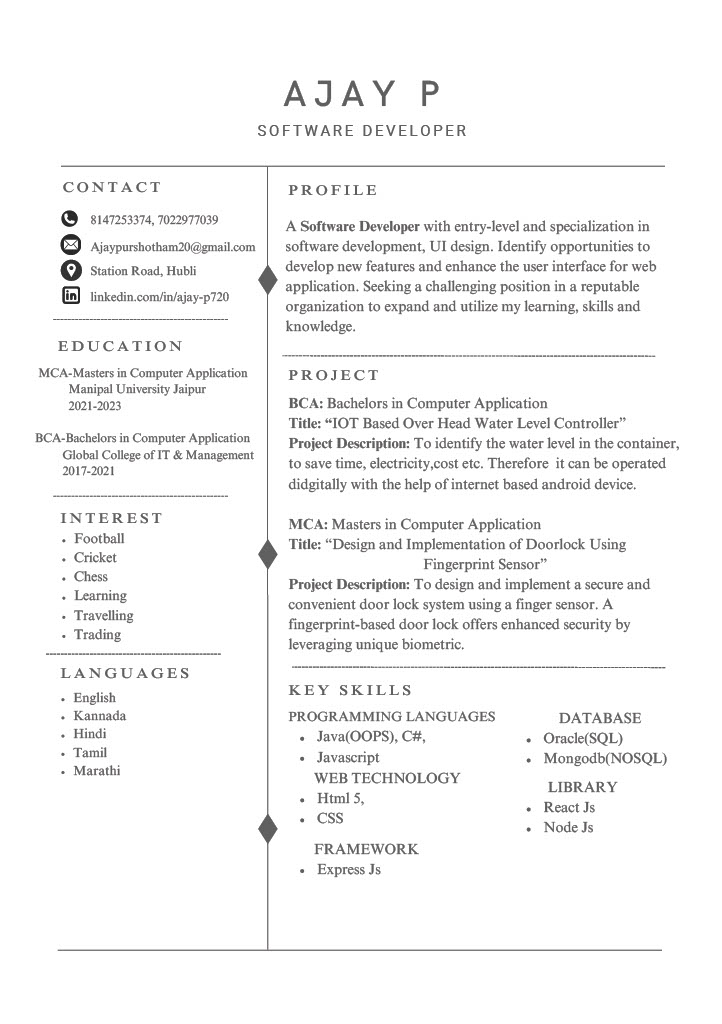 AJAY P
SOFTWARE DEVELOPER
CONTACT
8147253374, 7022977039
Ajaypurshotham20@gmail.com
Station Road, Hubli
linkedin.com/in/ajay-p720
EDUCATION
MCA-Masters in Computer Application
Manipal University Jaipur
2021-2023
BCA-Bachelors in Computer Application
Global College of IT & Management
2017-2021
INTEREST
• Football
• Cricket
• Chess
• Learning
• Travelling
• Trading
LANGUAGES
• English
• Kannada
• Hindi
• Tamil
• Marathi
PROFILE
A Software Developer with entry-level and specialization in
software development, UI design. Identify opportunities to
develop new features and enhance the user interface for web
application. Seeking a challenging position in a reputable
organization to expand and utilize my learning, skills and
knowledge.
PROJECT
BCA: Bachelors in Computer Application
Title: “IOT Based Over Head Water Level Controller”
Project Description: To identify the water level in the container,
to save time, electricity,cost etc. Therefore it can be operated
didgitally with the help of internet based android device.
MCA: Masters in Computer Application
Title: “Design and Implementation of Doorlock Using
Fingerprint Sensor”
Project Description: To design and implement a secure and
convenient door lock system using a finger sensor. A
fingerprint-based door lock offers enhanced security by
leveraging unique biometric.
KEY SKILLS
PROGRAMMING LANGUAGES
• Java(OOPS), C#,
• Javascript
WEB TECHNOLOGY
• Html 5,
• CSS
FRAMEWORK
• Express Js
DATABASE
• Oracle(SQL)
• Mongodb(NOSQL)
LIBRARY
• React Js
• Node Js